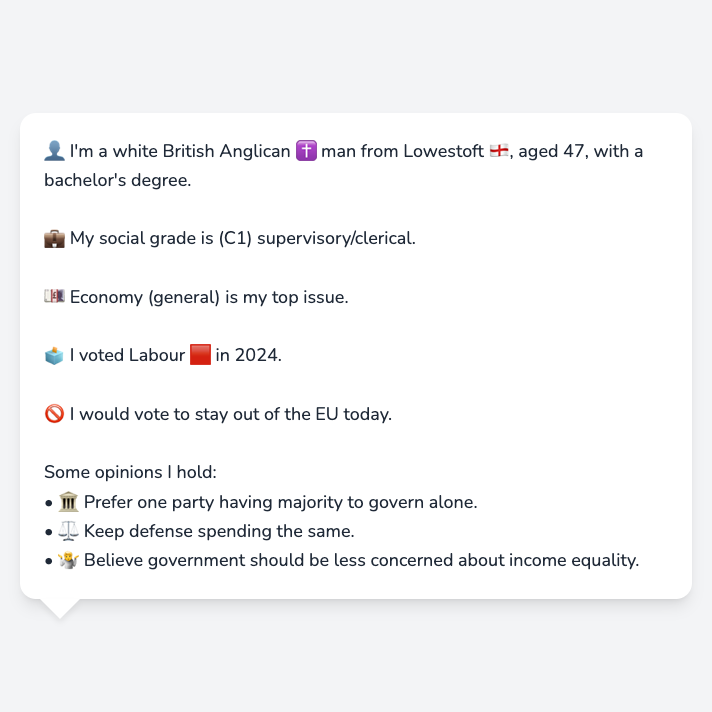 👤 I'm a white British Anglican ✝️ man from Lowestoft 🏴󠁧󠁢󠁥󠁮󠁧󠁿, aged 47, with a
bachelor's degree.
💼 My social grade is (C1) supervisory/clerical.
💷 Economy (general) is my top issue.
🗳️ I voted Labour 🟥 in 2024.
🚫 I would vote to stay out of the EU today.
Some opinions I hold:
• 🏛️ Prefer one party having majority to govern alone.
• ⚖️ Keep defense spending the same.
• 🤷 Believe government should be less concerned about income equality.